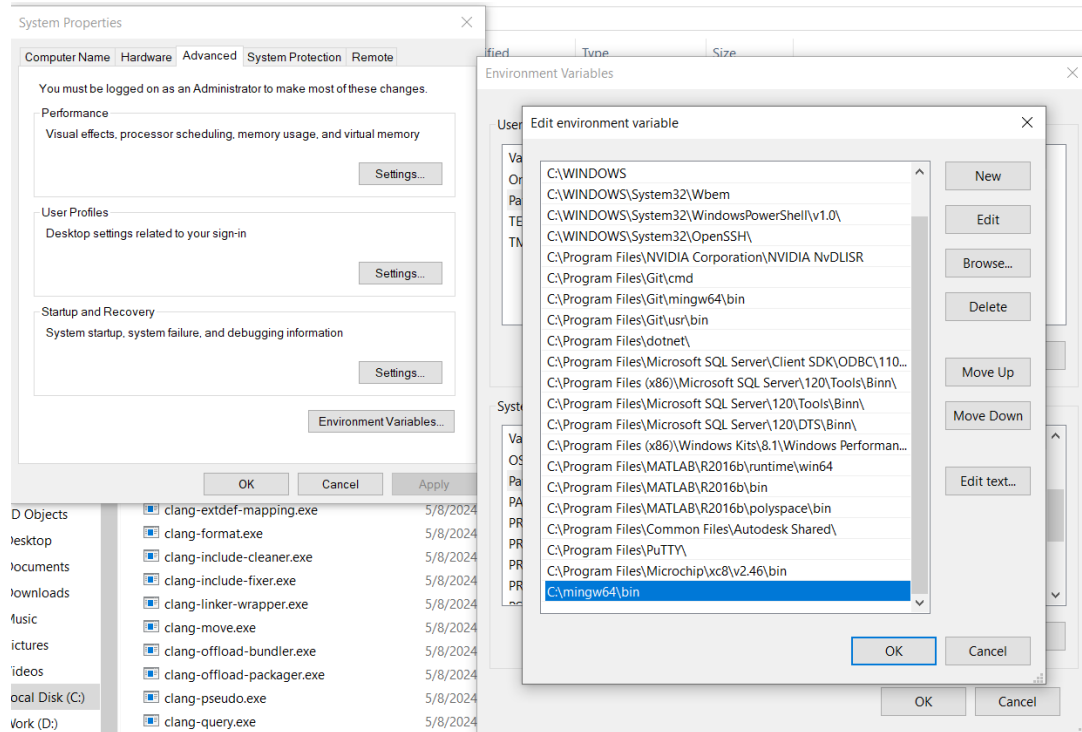 System Properties
Computer Name Hardware Advanced System Protection Remote
You must be logged on as an Administrator to make most of these changes.
Performance
Visual effects, processor scheduling, memory usage, and virtual memory
Settings...
User Profiles
Desktop settings related to your sign-in
Settings...
Startup and Recovery
System startup, system failure, and debugging information
Settings...
Environment Variables...
OK Cancel Apply
Type Size
Environment Variables
User
Edit environment variable
C:\WINDOWS
C:\WINDOWS\System32\Wbem
C:\WINDOWS\System32\WindowsPowerShell\v1.0\
C:\WINDOWS\System32\OpenSSH\
C:\Program Files\NVIDIA Corporation\NVIDIA NvDLISR
C:\Program Files\Git\cmd
C:\Program Files\Git\mingw64\bin
C:\Program Files\Git\usr\bin
C:\Program Files\dotnet\
C:\Program Files\Microsoft SQL Server\Client SDK\ODBC\110...
C:\Program Files (x86)\Microsoft SQL Server\120\Tools\Binn\
C:\Program Files\Microsoft SQL Server\120\Tools\Binn\
C:\Program Files\Microsoft SQL Server\120\DTS\Binn\
C:\Program Files (x86)\Windows Kits\8.1\Windows Performan...
C:\Program Files\MATLAB\R2016b\runtime\win64
C:\Program Files\MATLAB\R2016b\bin
C:\Program Files\MATLAB\R2016b\polyspace\bin
C:\Program Files\Common Files\Autodesk Shared\
C:\Program Files\PuTTY\
C:\Program Files\Microchip\xc8\v2.46\bin
C:\mingw64\bin
New
Edit
Browse...
Delete
Move Up
Move Down
Edit text...
OK Cancel
OK Cancel
D Objects
esktop
ocuments
ownloads
usic
ictures
ideos
ocal Disk (C:)
ork (D:)
clang-extdef-mapping.exe 5/8/2024
clang-format.exe 5/8/2024
clang-include-cleaner.exe 5/8/2024
clang-include-fixer.exe 5/8/2024
clang-linker-wrapper.exe 5/8/2024
clang-move.exe 5/8/2024
clang-offload-bundler.exe 5/8/2024
clang-offload-packager.exe 5/8/2024
clang-pseudo.exe 5/8/2024
clang-query.exe 5/8/2024